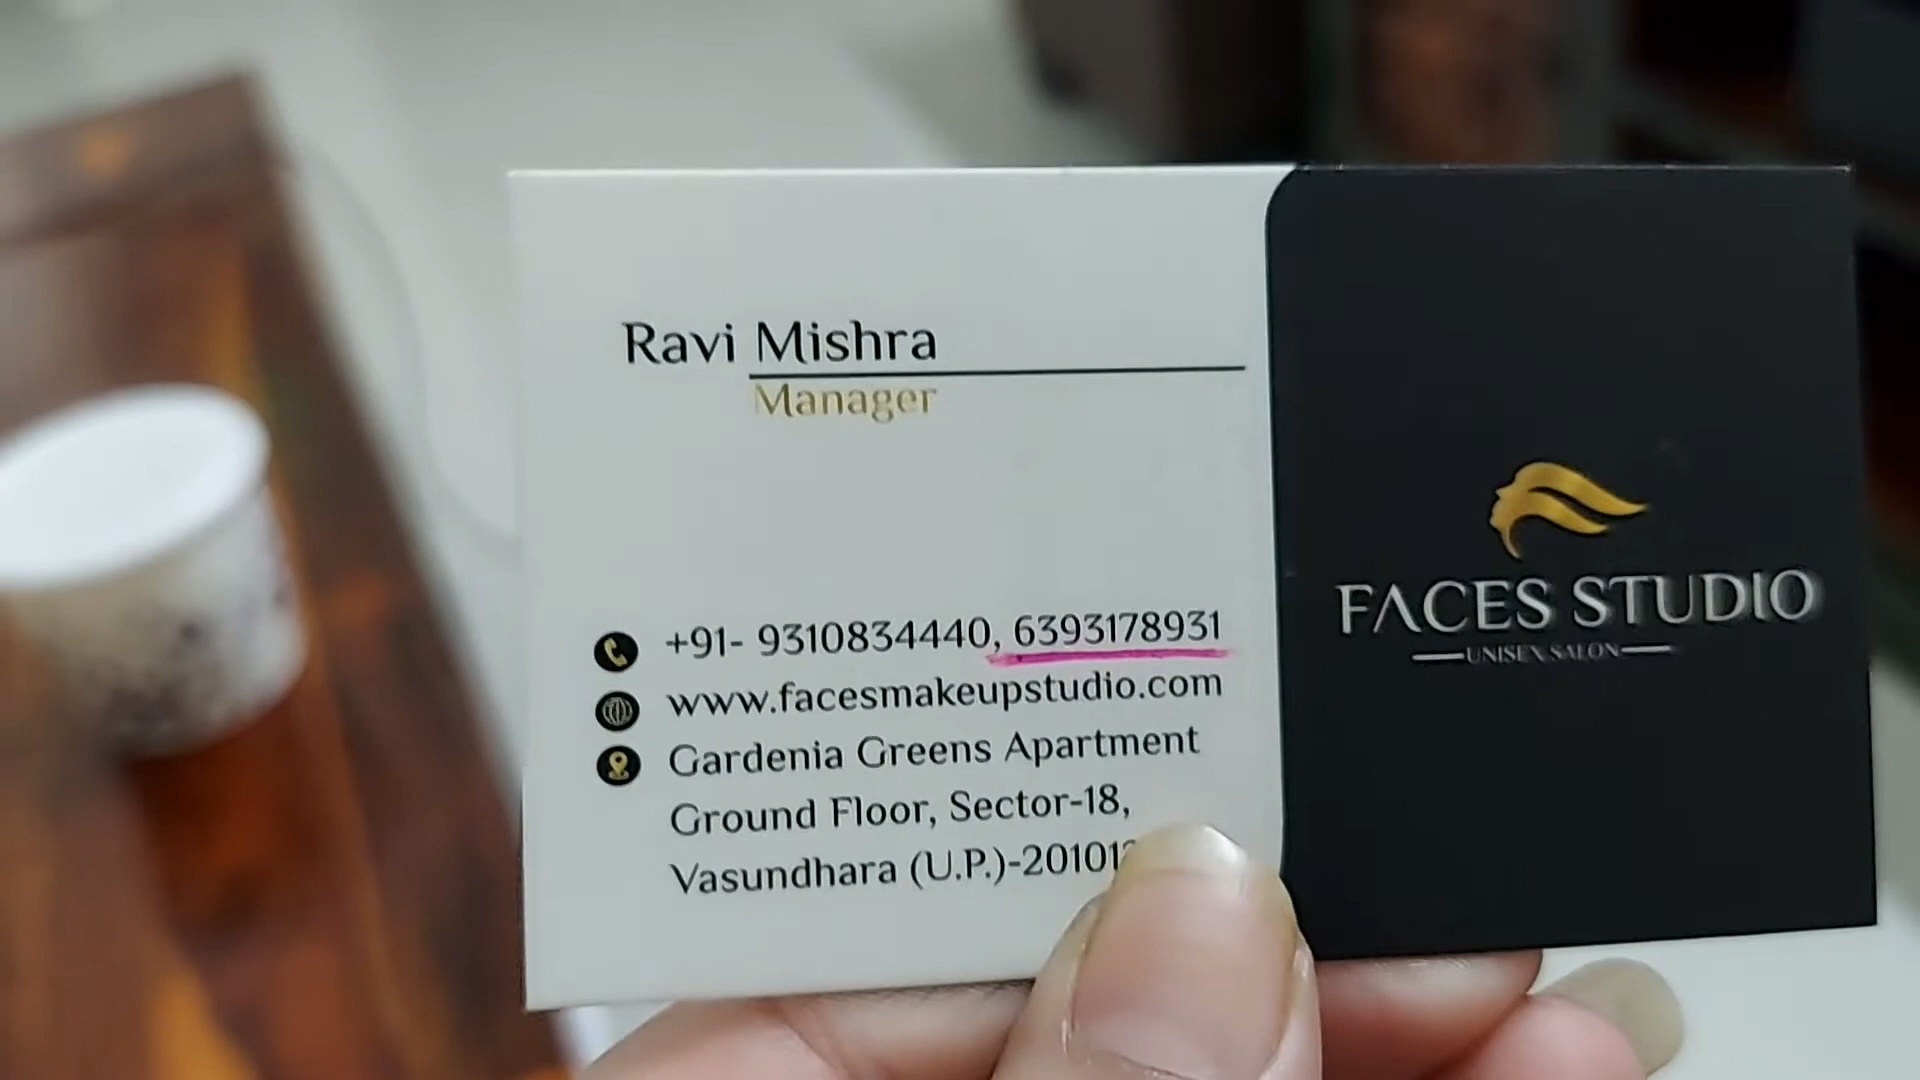 Ravi Mishra
Manager
+91- 9310834440, 6393178931
www.facesmakeupstudio.com
Gardenia Greens Apartment
Ground Floor, Sector-18,
Vasundhara (U.P.)-
FACES STUDIO
UNISEX SALON